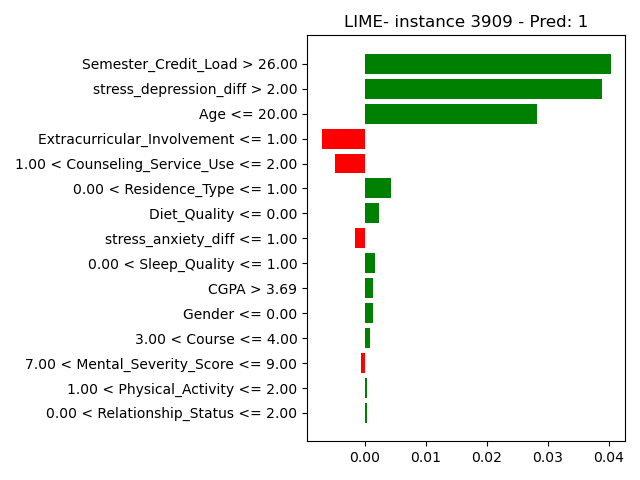 LIME- instance 3909 - Pred: 1
Semester_Credit_Load > 26.00
stress_depression_diff > 2.00
Age <= 20.00
Extracurricular_Involvement <= 1.00
1.00 < Counseling_Service_Use <= 2.00
0.00 < Residence_Type <= 1.00
Diet_Quality <= 0.00
stress_anxiety_diff <= 1.00
0.00 < Sleep_Quality <= 1.00
CGPA > 3.69
Gender <= 0.00
3.00 < Course <= 4.00
7.00 < Mental_Severity_Score <= 9.00
1.00 < Physical_Activity <= 2.00
0.00 < Relationship_Status <= 2.00
0.00 0.01 0.02 0.03 0.04